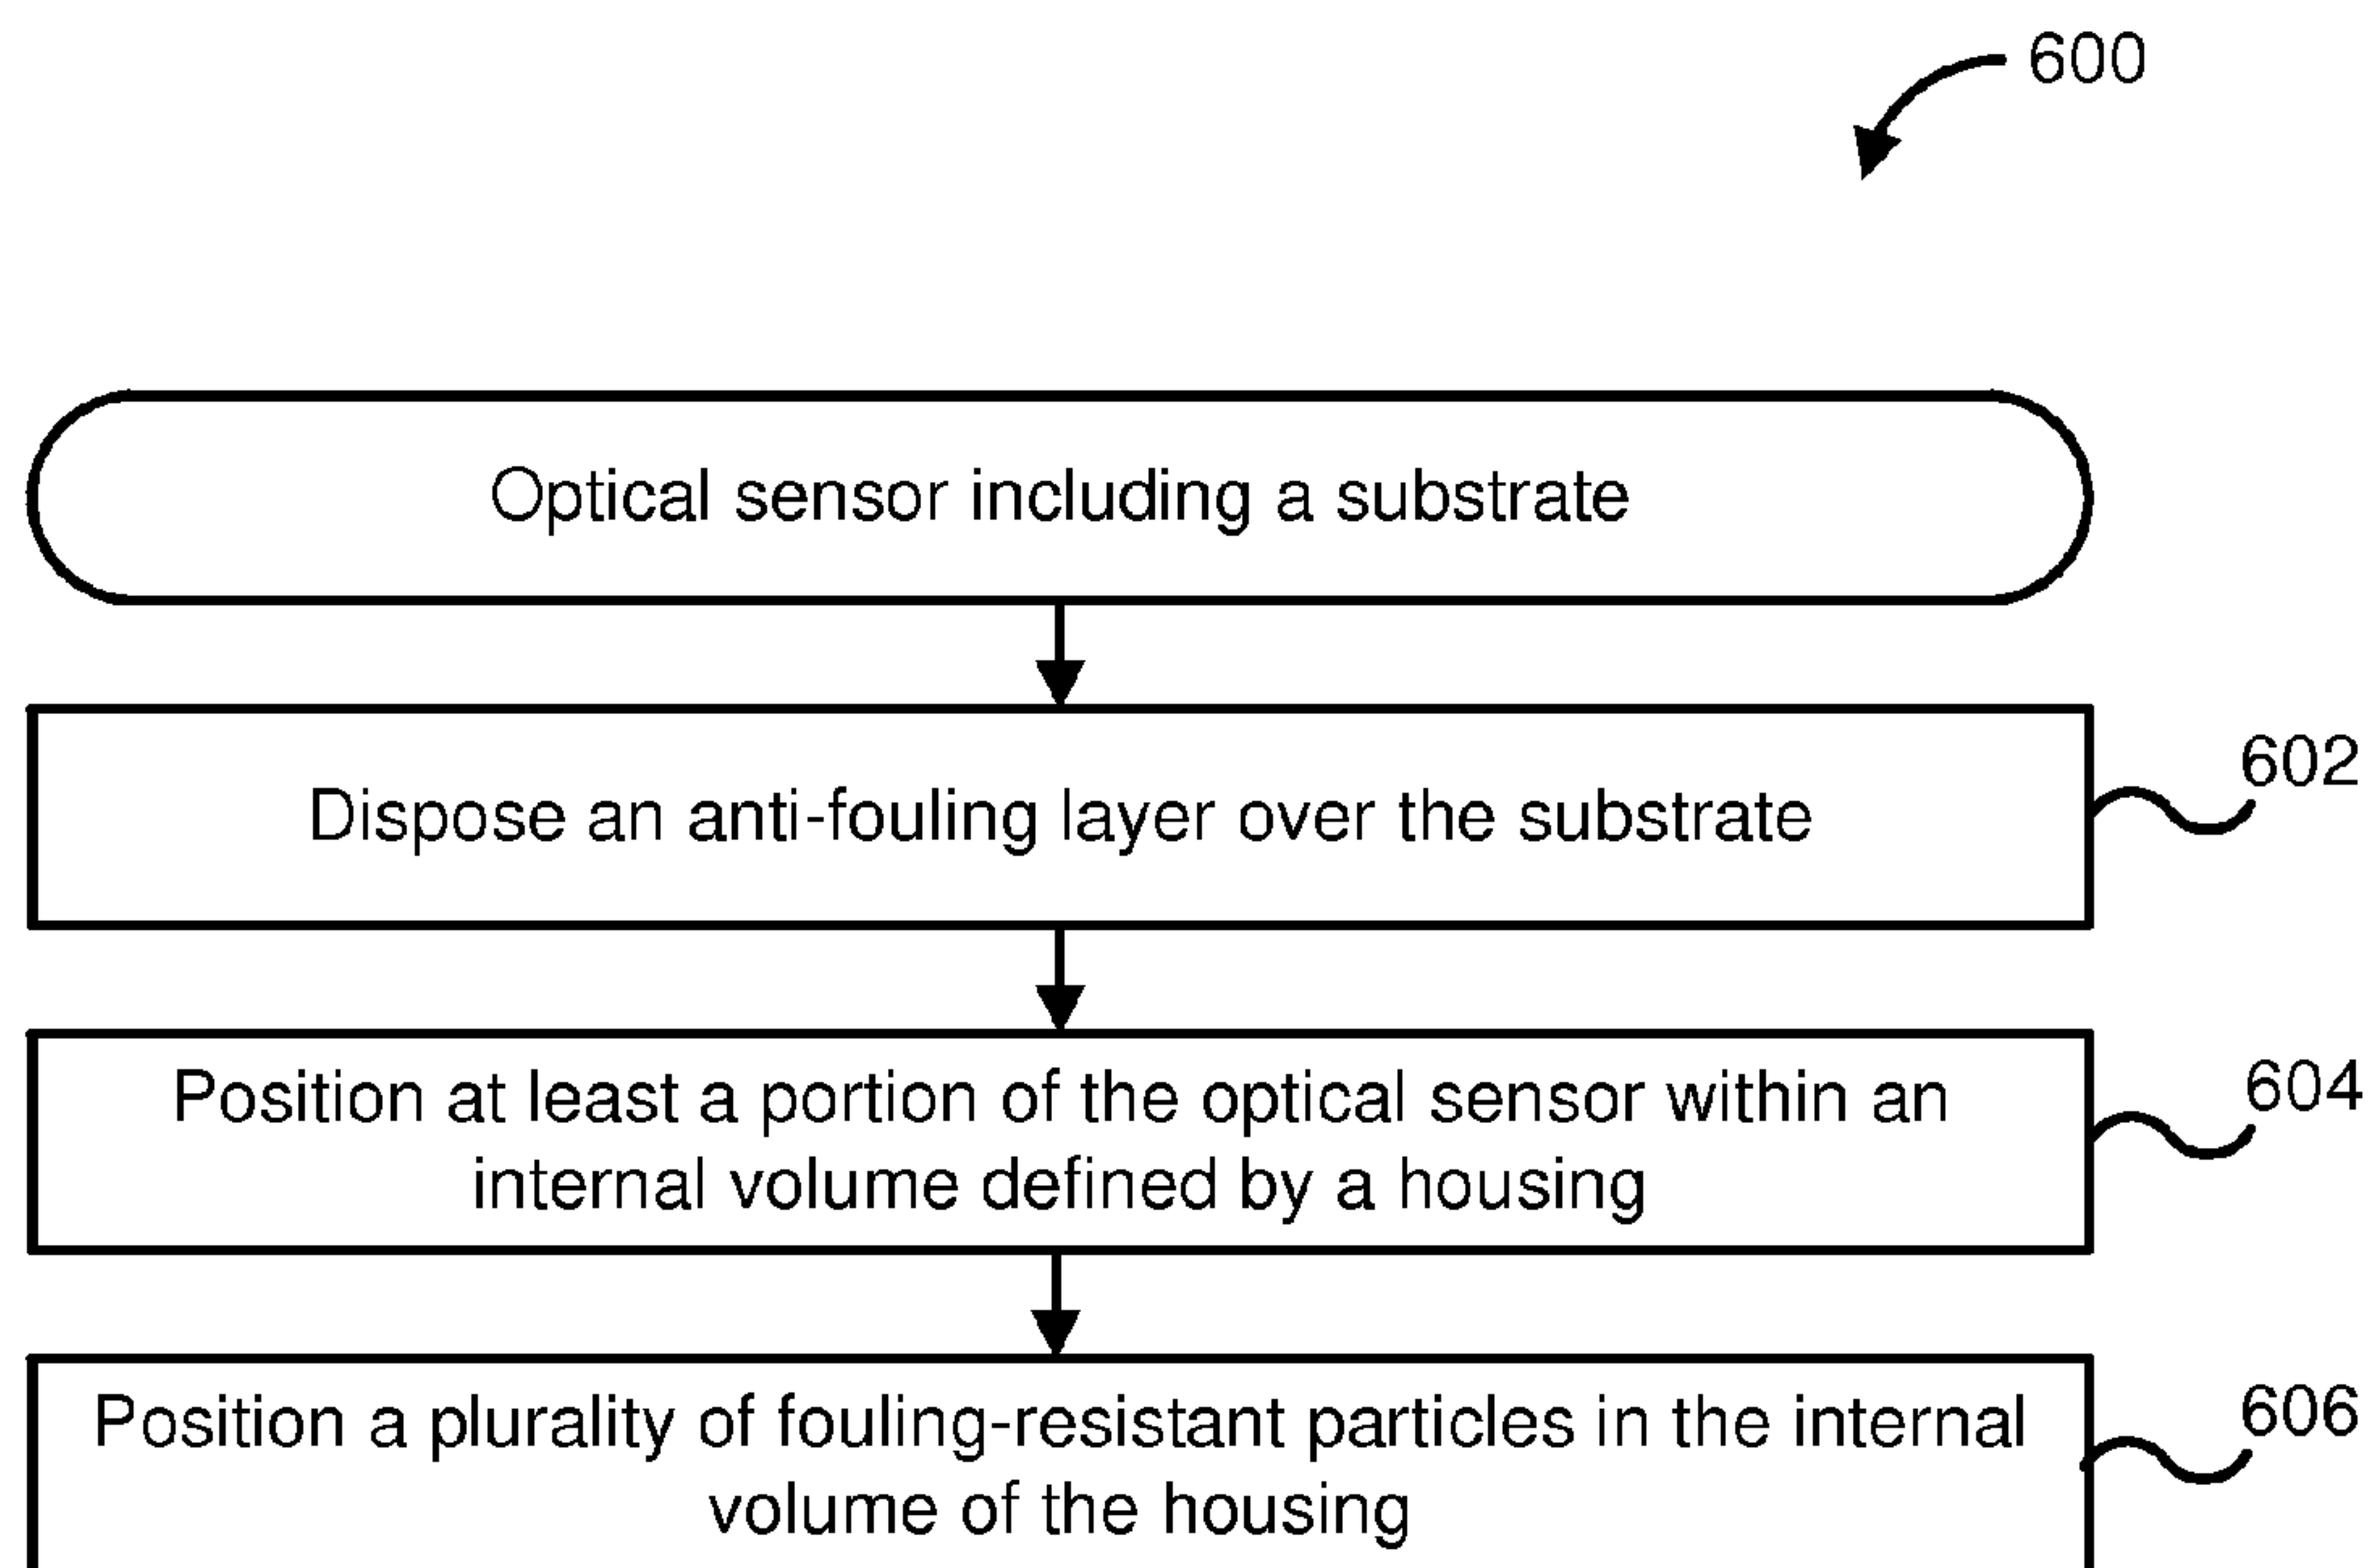 600
Optical sensor including a substrate
Dispose an anti-fouling layer over the substrate
602
Position at least a portion of the optical sensor within an
internal volume defined by a housing
604
Position a plurality of fouling-resistant particles in the internal
volume of the housing
606